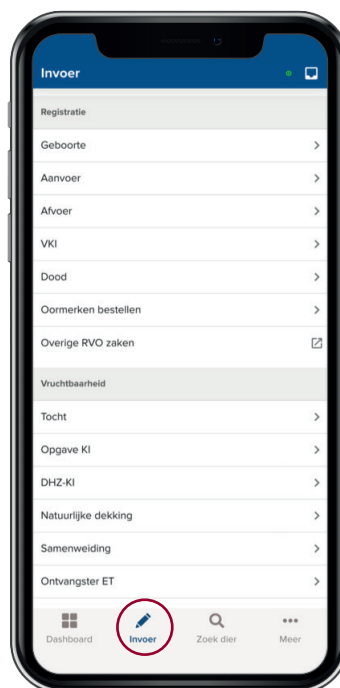 Invoer
Registratie
Geboorte
Aanvoer
Afvoer
VKI
Dood
Oormerken bestellen
Overige RVO zaken
Vruchtbaarheid
Tocht
Opgave KI
DHZ-KI
Natuurlijke dekking
Samenweiding
Ontvangster ET
Dashboard Invoer Zoek dier Meer